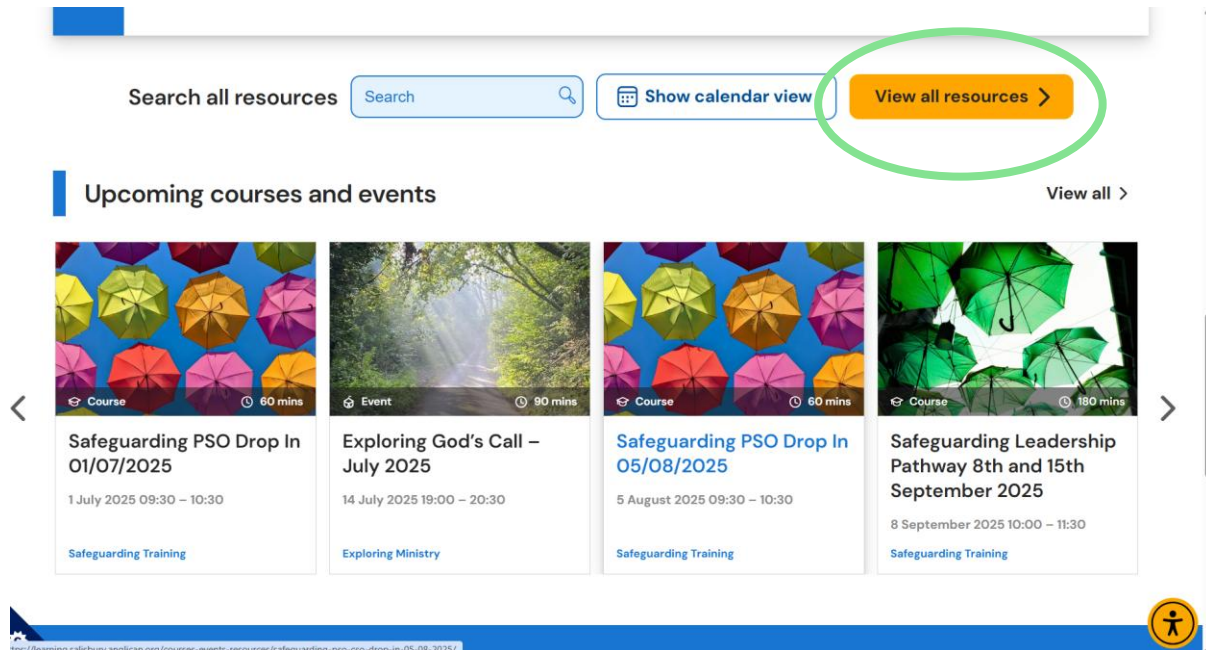 Search all resources
Search
Show calendar view
View all resources
Upcoming courses and events
View all
Course
60 mins
Safeguarding PSO Drop In
01/07/2025
1 July 2025 09:30 – 10:30
Safeguarding Training
Event
90 mins
Exploring God's Call –
July 2025
14 July 2025 19:00 – 20:30
Exploring Ministry
Course
60 mins
Safeguarding PSO Drop In
05/08/2025
5 August 2025 09:30 – 10:30
Safeguarding Training
Course
180 mins
Safeguarding Leadership
Pathway 8th and 15th
September 2025
8 September 2025 10:00 – 11:30
Safeguarding Training